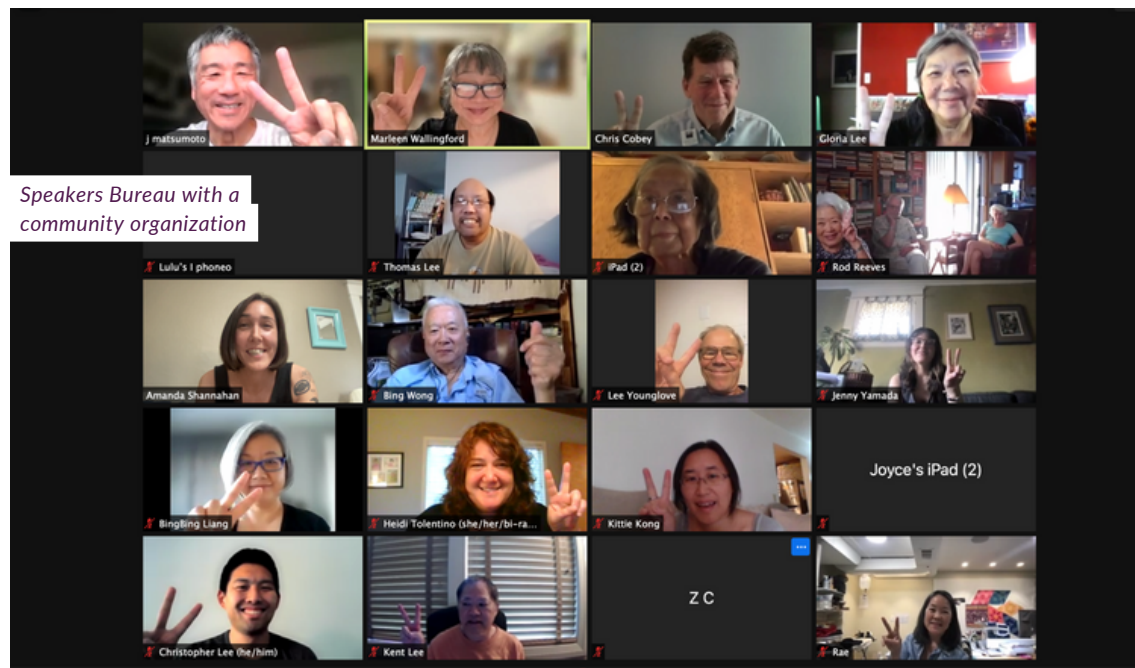 j matsumoto
Marleen Wallingford
Chris Cobey
Gloria Lee
Speakers Bureau with a
community organization
Lulu's I phoneo
Thomas Lee
iPad (2)
Rod Reeves
Amanda Shannahan
Bing Wong
Lee Younglove
Jenny Yamada
BingBing Liang
Heidi Tolentino (she/her/bi-ra...
Kittie Kong
Joyce's iPad (2)
Christopher Lee (he/him)
Kent Lee
Z C
Rae